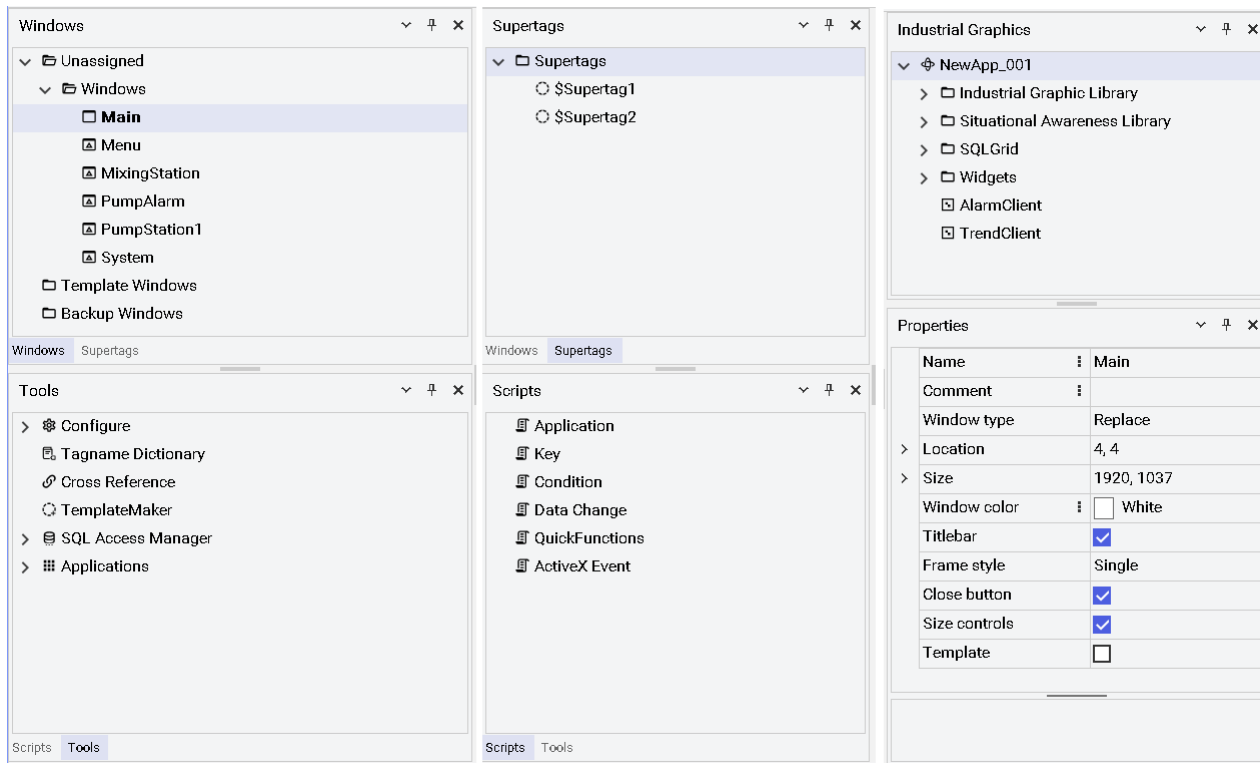 Windows
Unassigned
Windows
Main
Menu
MixingStation
PumpAlarm
PumpStation1
System
Template Windows
Backup Windows
Windows Supertags
Tools
Configure
Tagname Dictionary
Cross Reference
TemplateMaker
SQL Access Manager
Applications
Scripts Tools
Supertags
Supertags
$Supertag1
$Supertag2
Windows Supertags
Scripts
Application
Key
Condition
Data Change
QuickFunctions
ActiveX Event
Scripts Tools
Industrial Graphics
NewApp_001
Industrial Graphic Library
Situational Awareness Library
SQLGrid
Widgets
AlarmClient
TrendClient
Properties
Name Main
Comment
Window type Replace
Location 4, 4
Size 1920, 1037
Window color White
Titlebar
Frame style Single
Close button
Size controls
Template